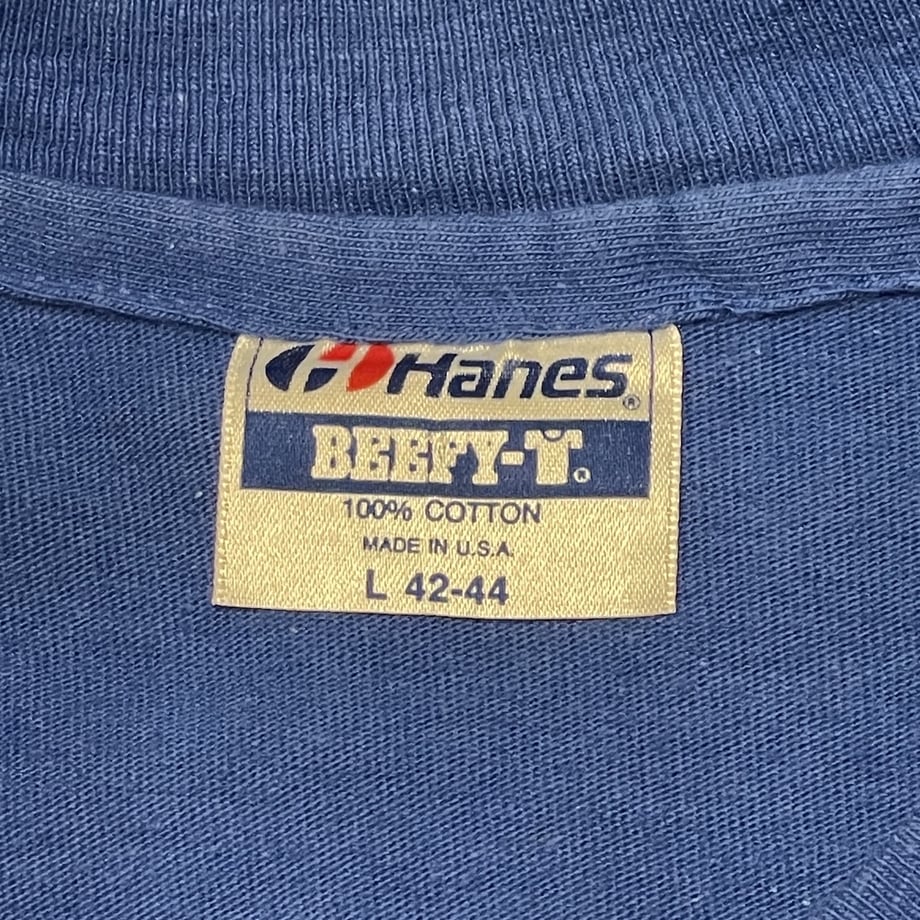 Hanes®
BEEFY-T®
100% COTTON
MADE IN U.S.A.
L 42-44